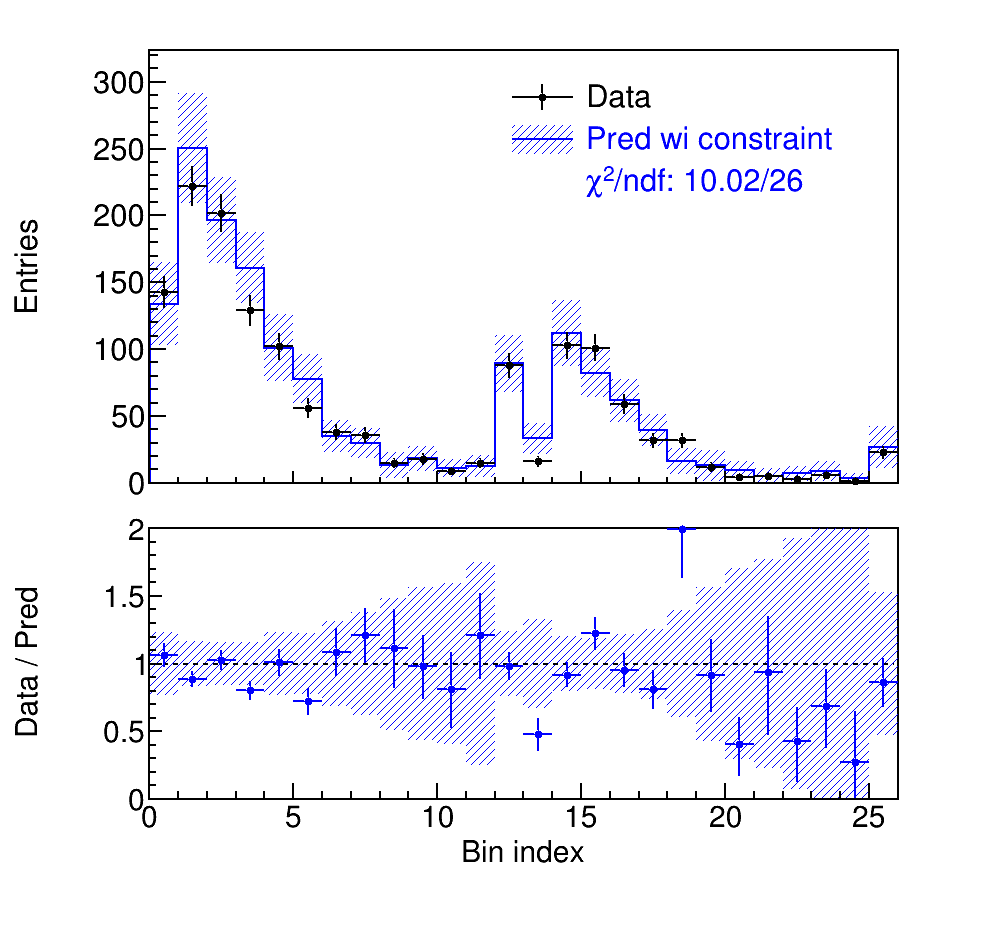 Entries
300
250
200
150
100
50
0
Data
Pred wi constraint
χ²/ndf: 10.02/26
Data / Pred
2
1.5
1
0.5
0
0 5 10 15 20 25
Bin index